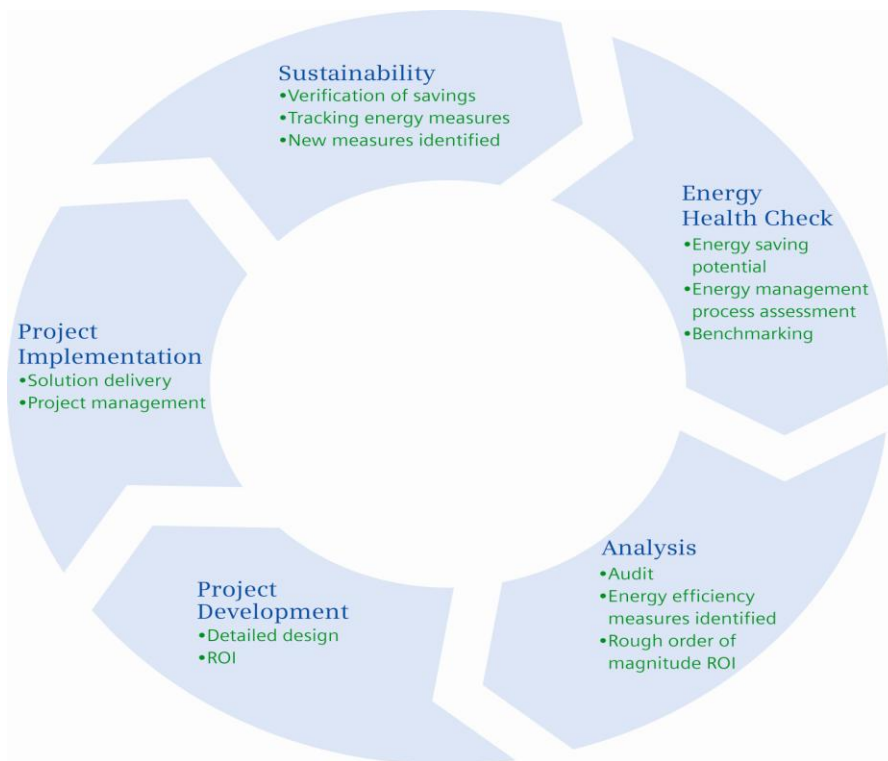 Sustainability
•Verification of savings
•Tracking energy measures
•New measures identified
Energy
Health Check
•Energy saving
potential
•Energy management
process assessment
•Benchmarking
Analysis
•Audit
•Energy efficiency
measures identified
•Rough order of
magnitude ROI
Project
Development
•Detailed design
•ROI
Project
Implementation
•Solution delivery
•Project management